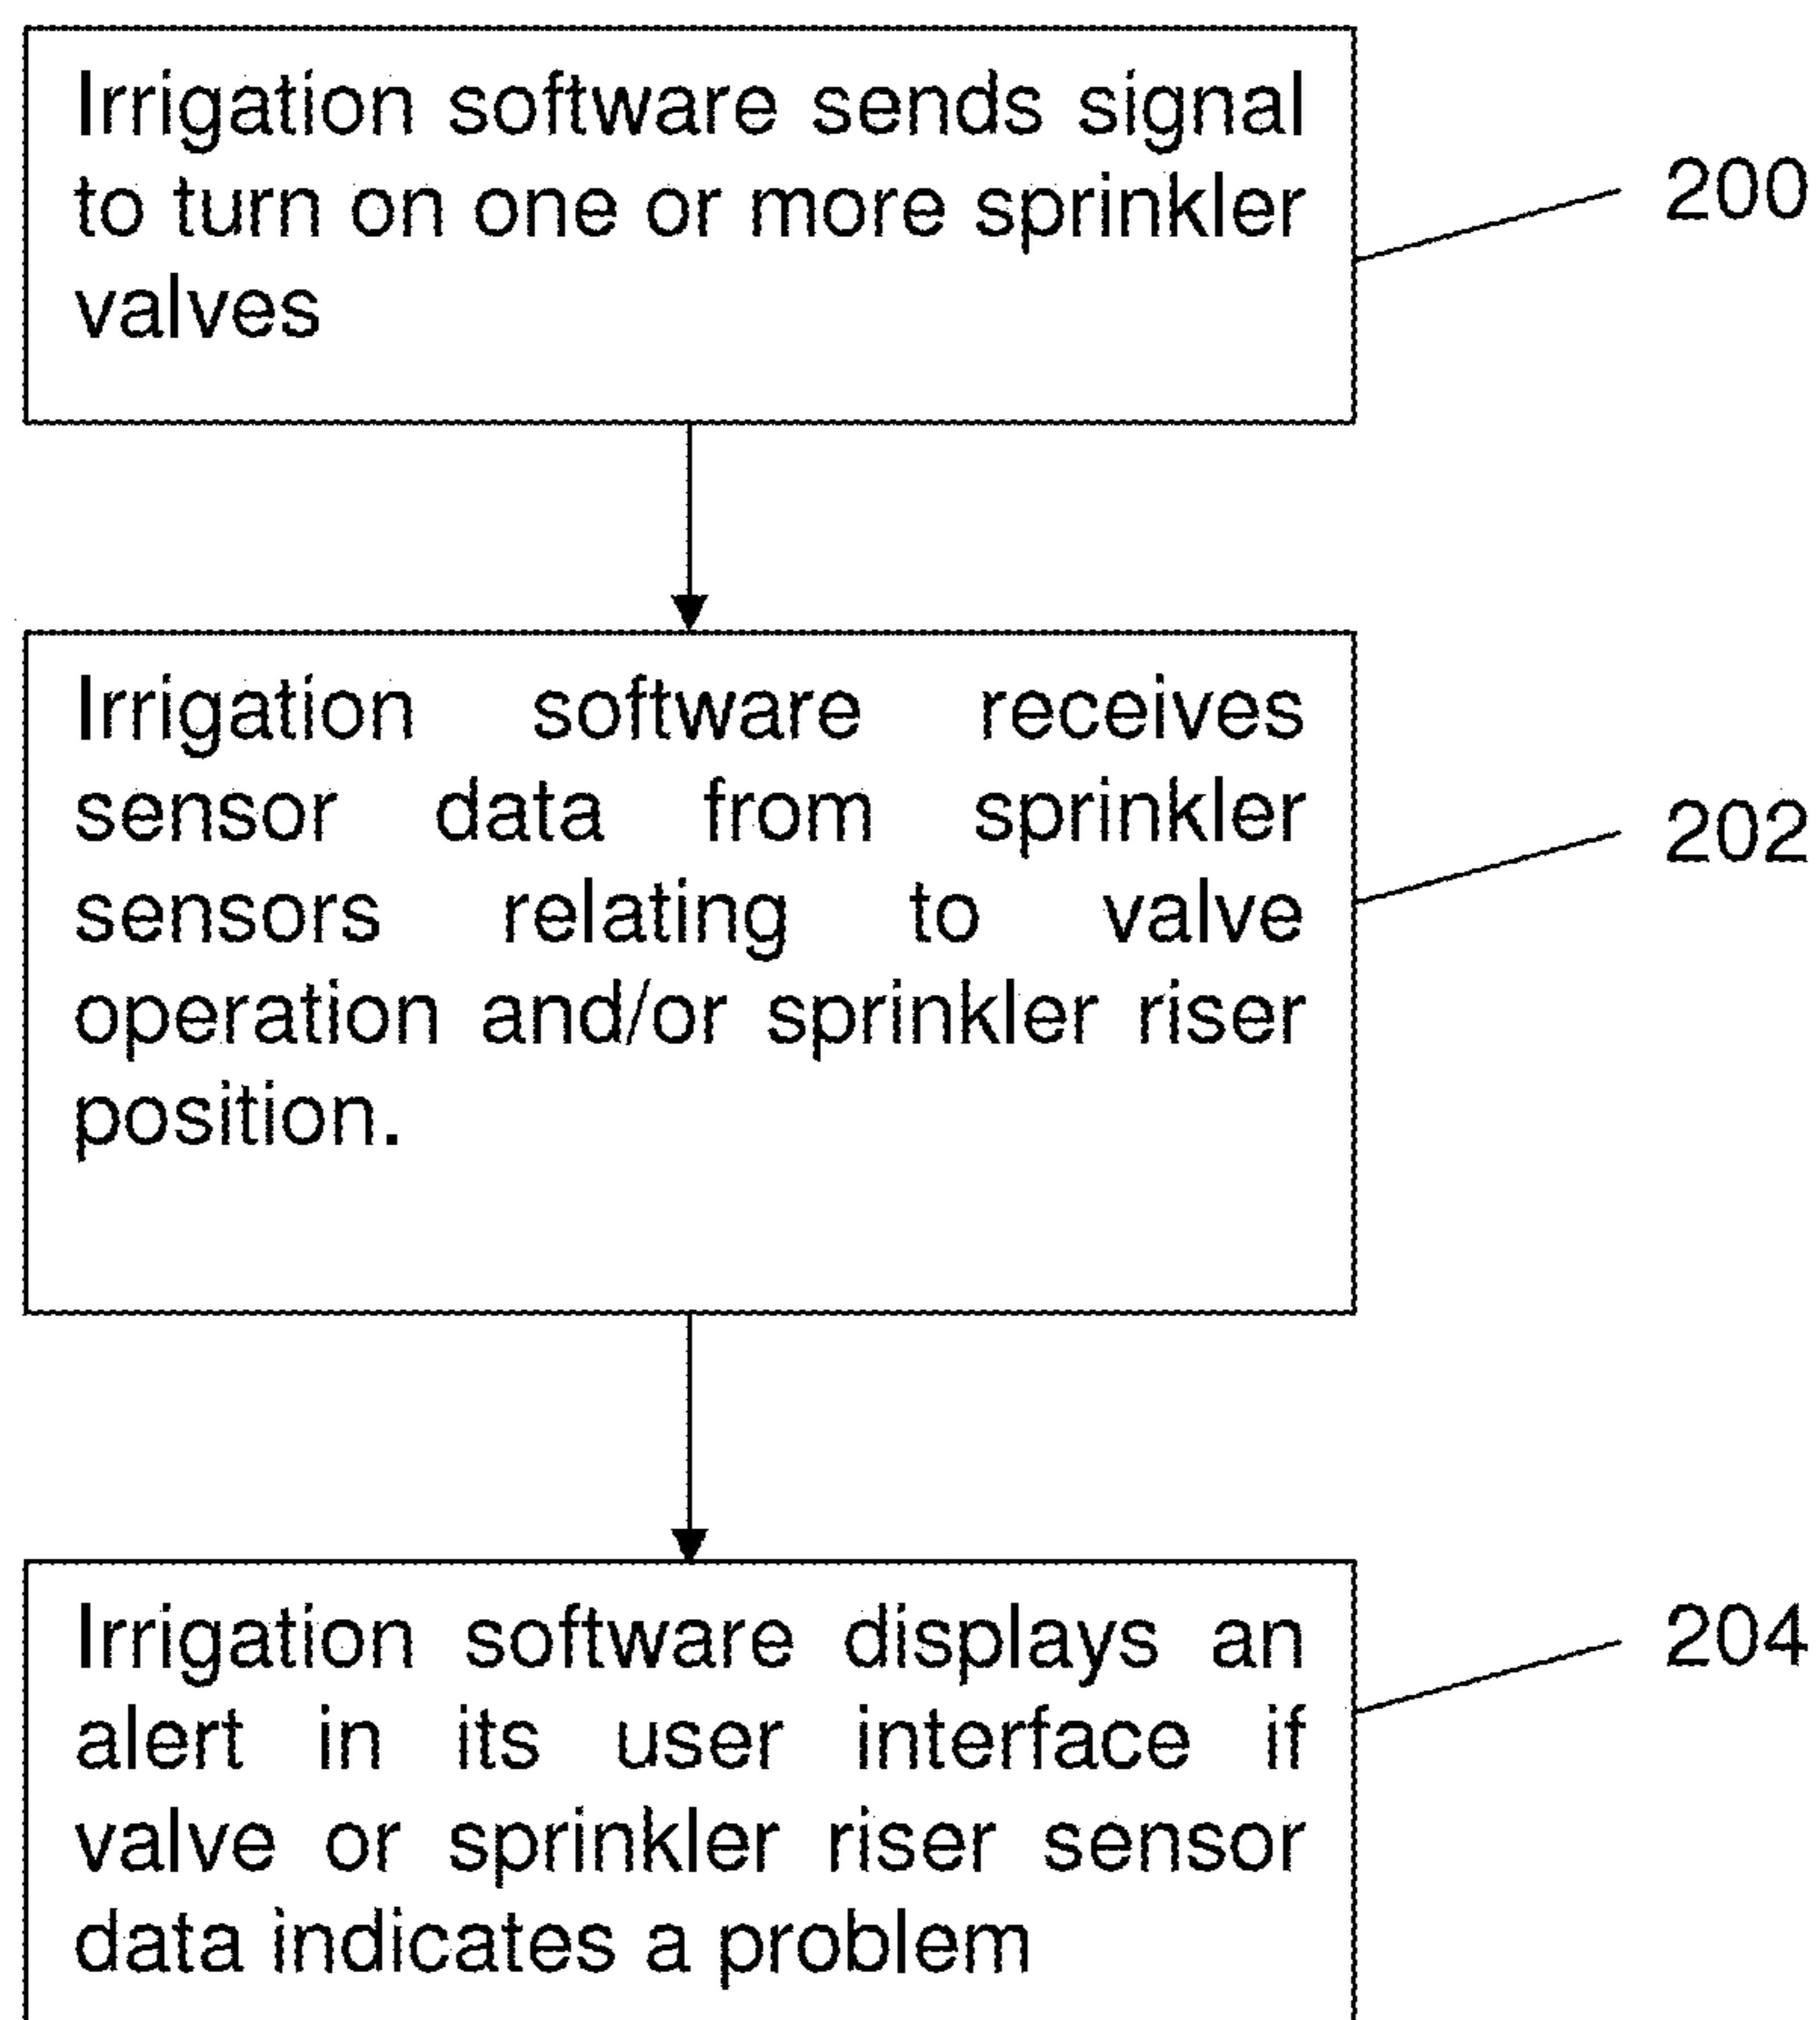 Irrigation software sends signal
to turn on one or more sprinkler
valves
200
Irrigation software receives
sensor data from sprinkler
sensors relating to valve
operation and/or sprinkler riser
position.
202
Irrigation software displays an
alert in its user interface if
valve or sprinkler riser sensor
data indicates a problem
204